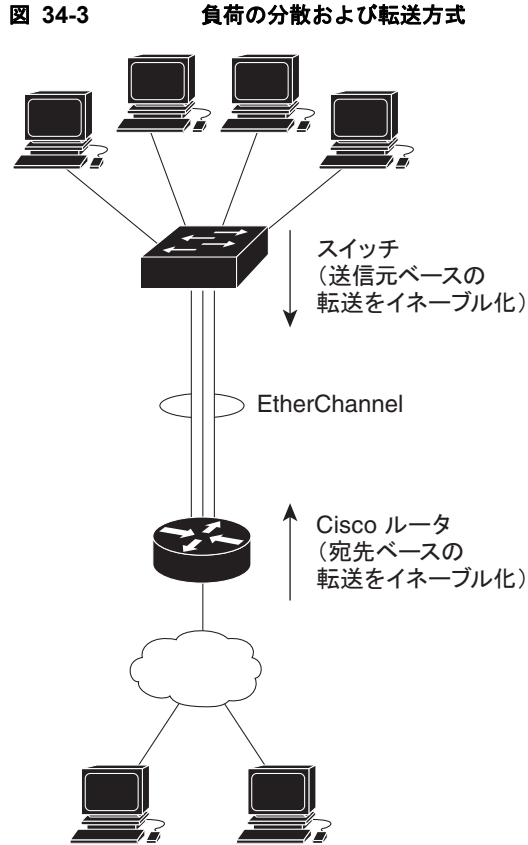 図 34-3 負荷の分散および転送方式
スイッチ
（送信元ベースの
転送をイネーブル化）
EtherChannel
Cisco ルータ
（宛先ベースの
転送をイネーブル化）